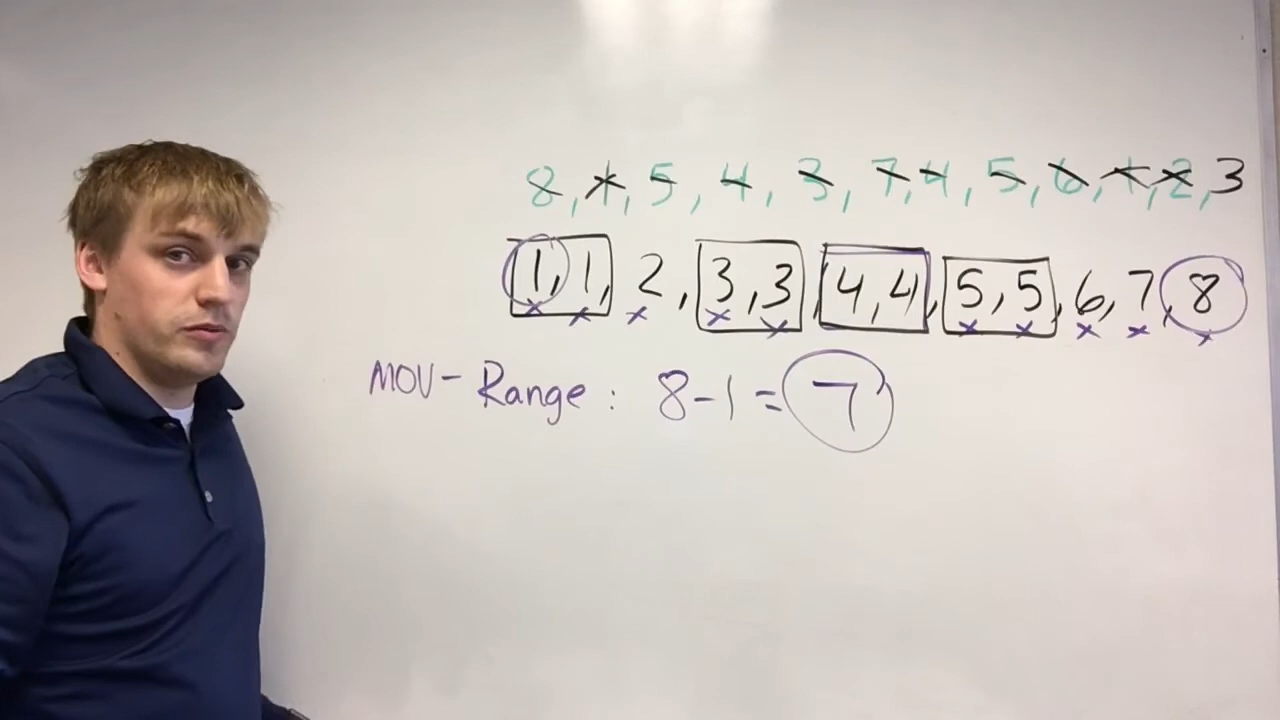 8, 1, 5, 4, 3, 7, 4, 5, 6, 1, 2, 3
1, 1, 2, 3, 3, 4, 4, 5, 5, 6, 7, 8
MOV- Range: 8-1 = 7